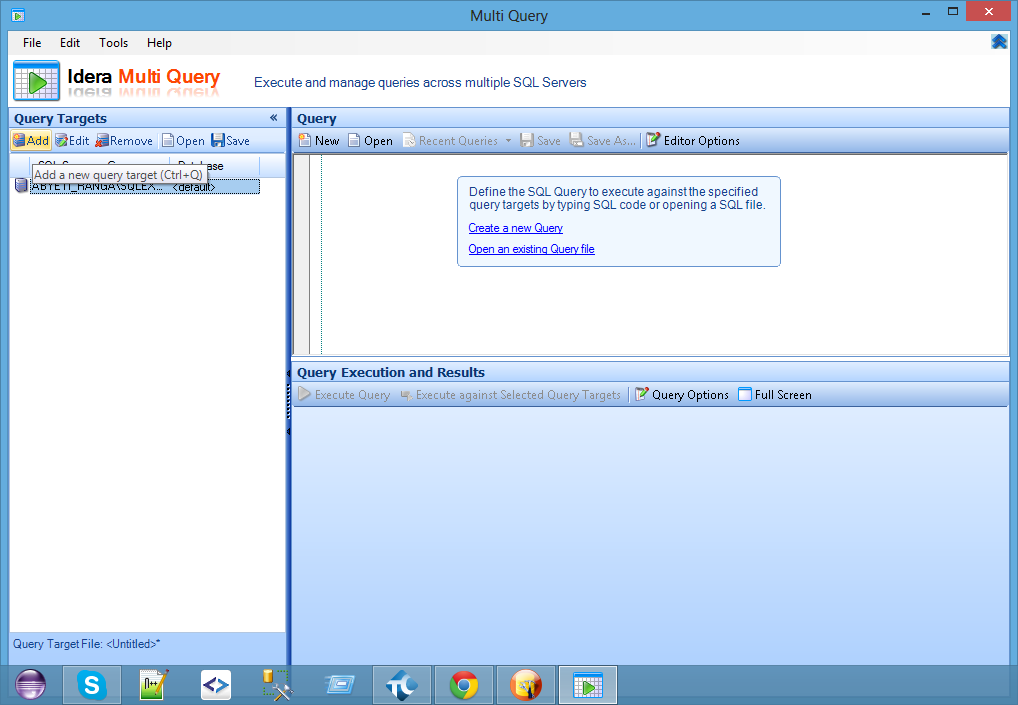 Multi Query
File Edit Tools Help
Idera Multi Query
Execute and manage queries across multiple SQL Servers
Query Targets «
Add Edit Remove Open Save
Database
Add a new query target (Ctrl+Q)
ABYETI_RANGA\SQLEX... <default>
Query Target File: <Untitled>*
Query
New Open Recent Queries Save Save As... Editor Options
Define the SQL Query to execute against the specified
query targets by typing SQL code or opening a SQL file.
Create a new Query
Open an existing Query file
Query Execution and Results
Execute Query Execute against Selected Query Targets Query Options Full Screen